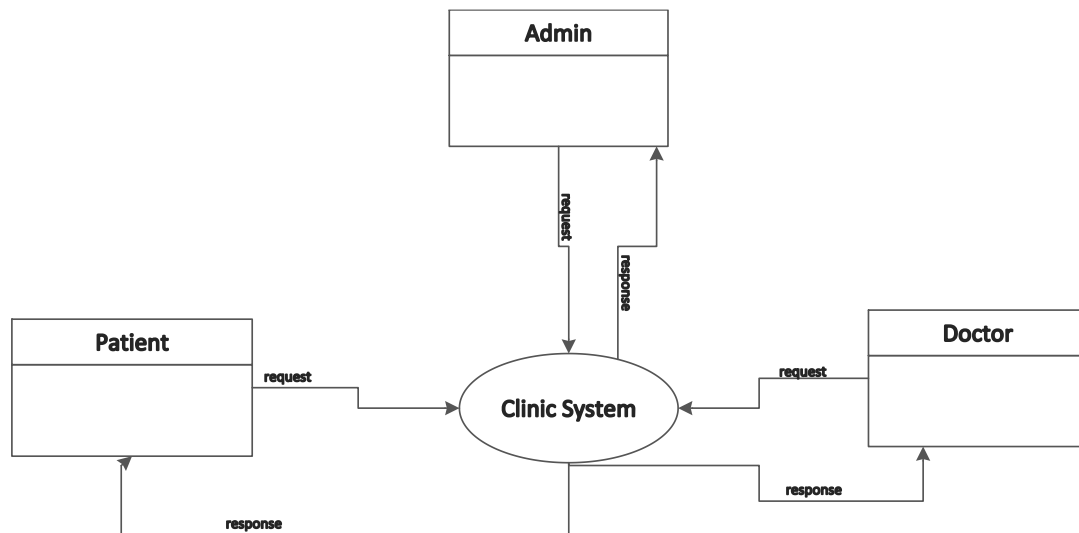 Admin
request
response
Patient
Doctor
request
request
Clinic System
response
response